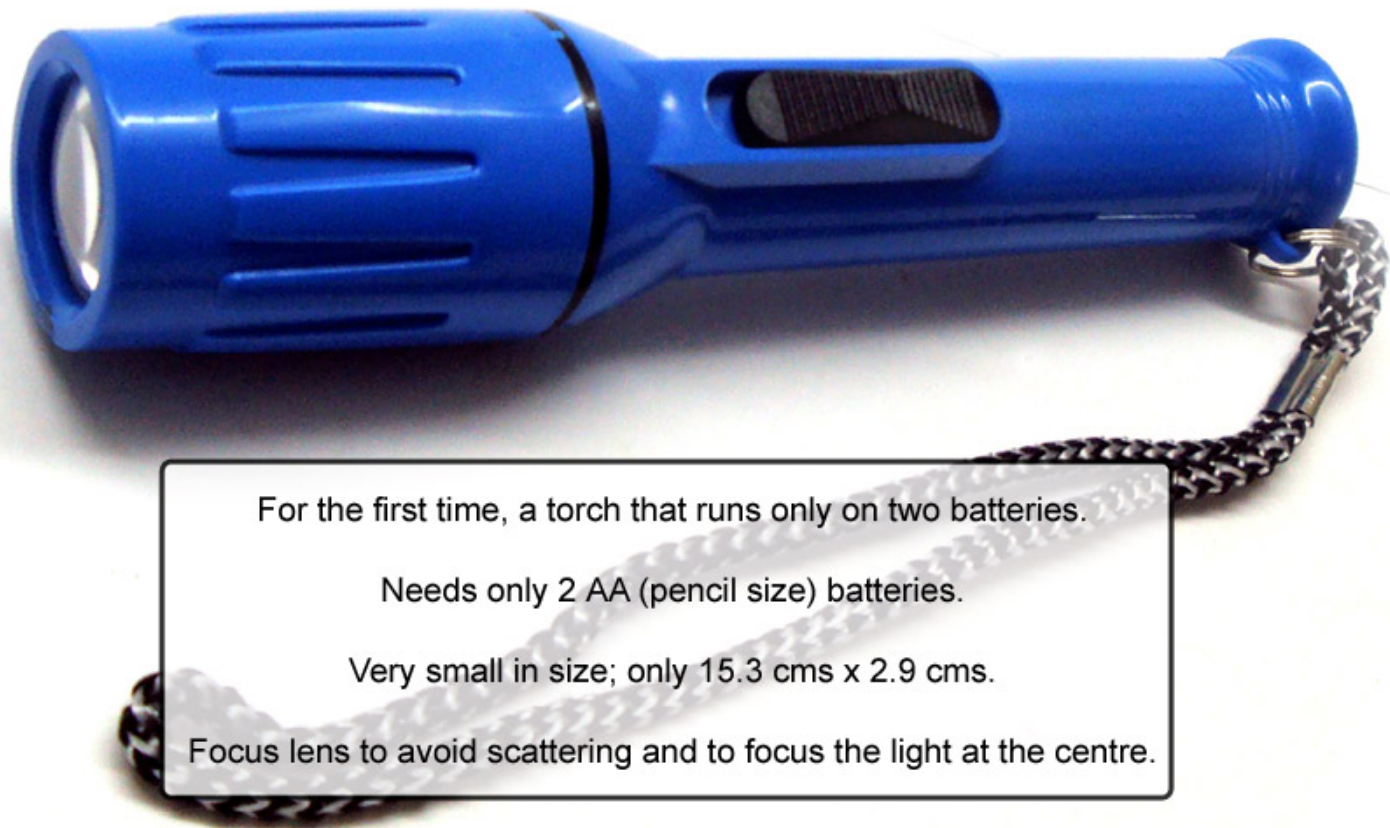 For the first time, a torch that runs only on two batteries.
Needs only 2 AA (pencil size) batteries.
Very small in size; only 15.3 cms x 2.9 cms.
Focus lens to avoid scattering and to focus the light at the centre.